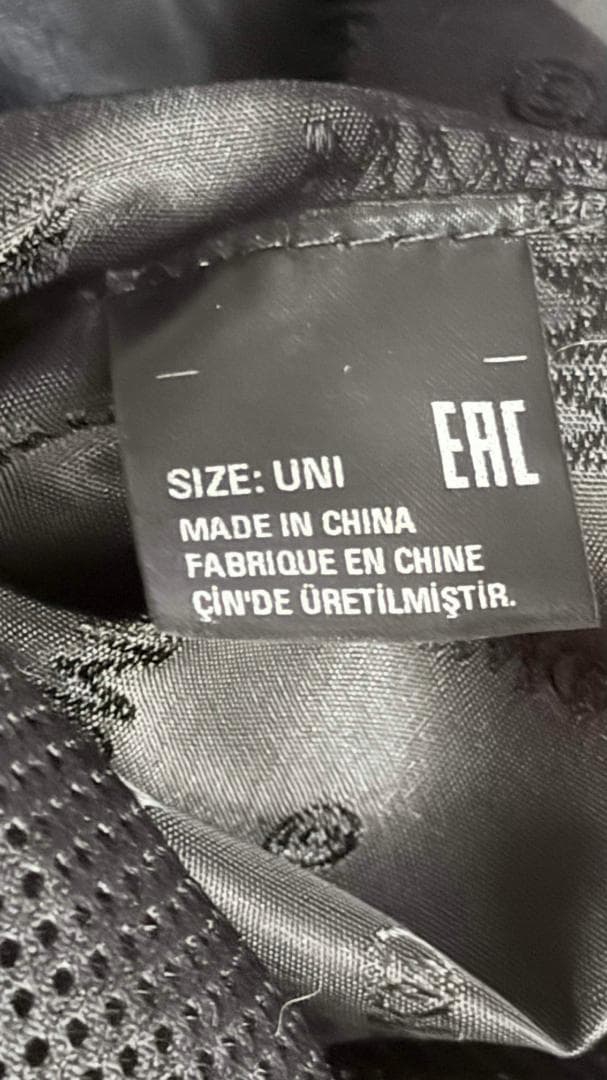 EAC
SIZE: UNI
MADE IN CHINA
FABRIQUE EN CHINE
ÇİN'DE ÜRETİLMİŞTİR.